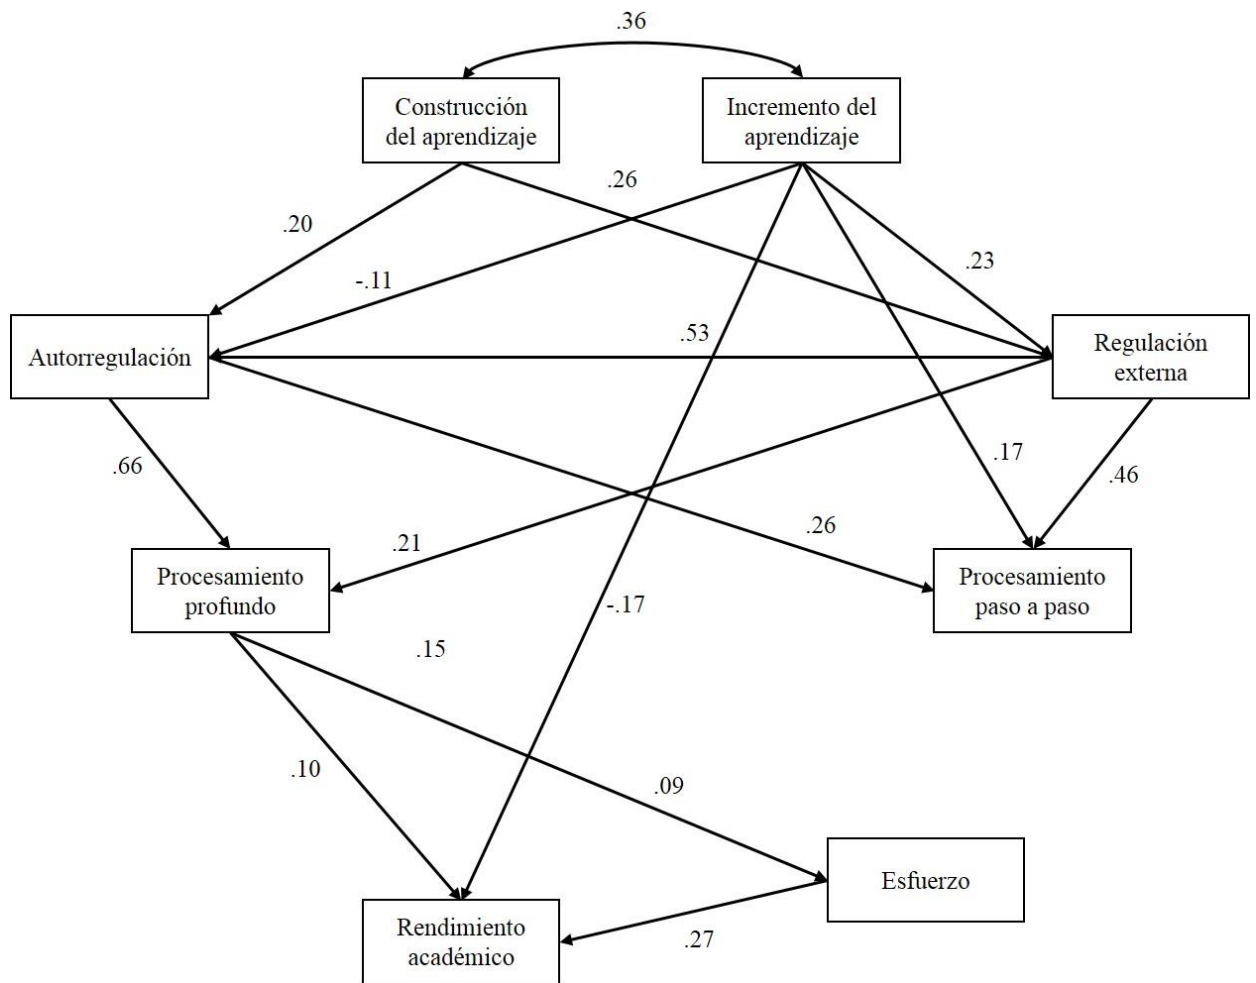 .36
Construcción
del aprendizaje
Incremento del
aprendizaje
.26
.20
.23
-.11
.53
Autorregulación
Regulación
externa
.66
.17
.46
.26
.21
Procesamiento
profundo
Procesamiento
paso a paso
-.17
.15
.10
.09
Esfuerzo
Rendimiento
académico
.27